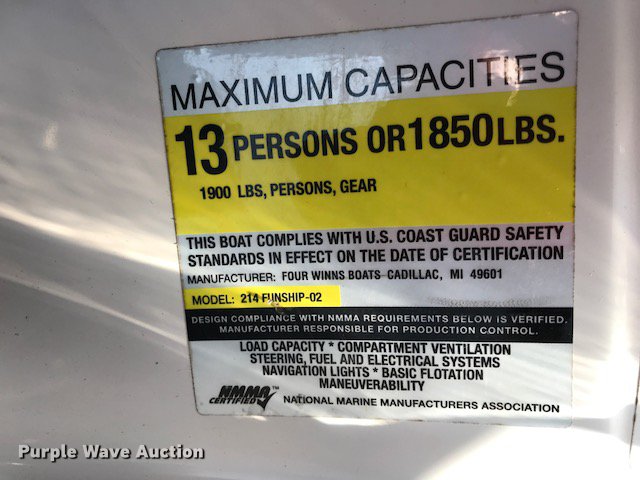 MAXIMUM CAPACITIES
13 PERSONS OR 1850 LBS.
1900 LBS, PERSONS, GEAR
THIS BOAT COMPLIES WITH U.S. COAST GUARD SAFETY
STANDARDS IN EFFECT ON THE DATE OF CERTIFICATION
MANUFACTURER: FOUR WINNS BOATS CADILLAC, MI 49601
MODEL: 214 FUNSHIP-02
DESIGN COMPLIANCE WITH NMMA REQUIREMENTS BELOW IS VERIFIED.
MANUFACTURER RESPONSIBLE FOR PRODUCTION CONTROL.
LOAD CAPACITY * COMPARTMENT VENTILATION
STEERING, FUEL AND ELECTRICAL SYSTEMS
NAVIGATION LIGHTS * BASIC FLOTATION
MANEUVERABILITY
NMMA™
CERTIFIED
NATIONAL MARINE MANUFACTURERS ASSOCIATION
Purple Wave Auction